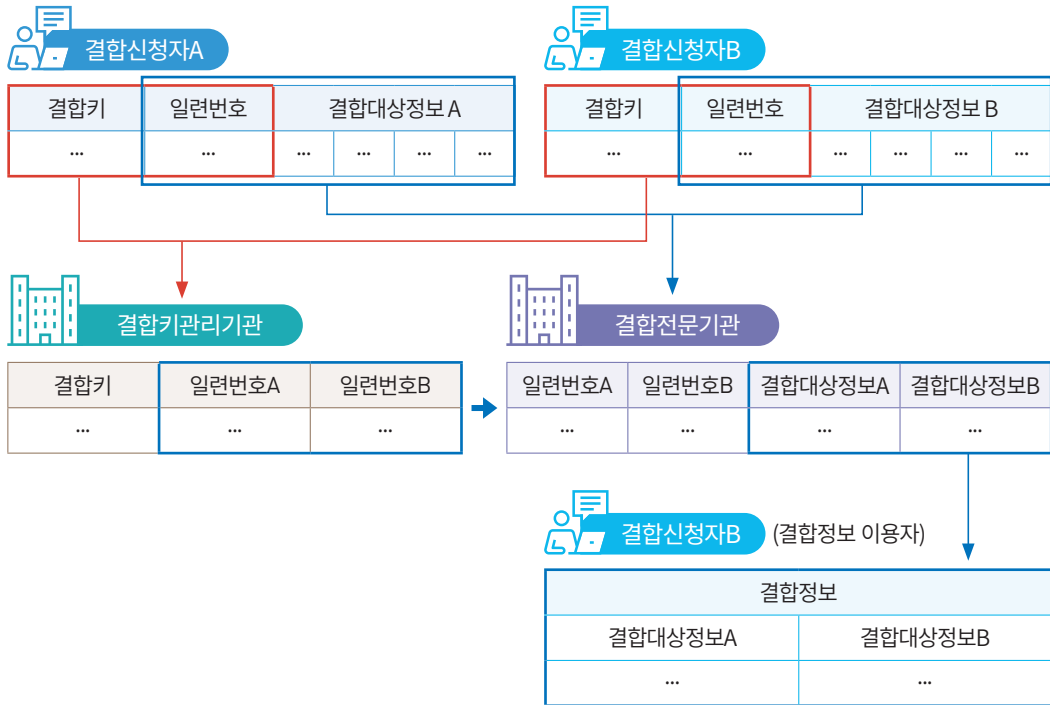 결합신청자A
결합키 일련번호 결합대상정보 A
... ... ... ... ... ...
결합신청자B
결합키 일련번호 결합대상정보 B
... ... ... ... ... ...
결합키관리기관
결합키 일련번호A 일련번호B
... ... ...
결합전문기관
일련번호A 일련번호B 결합대상정보A 결합대상정보B
... ... ... ...
결합신청자B (결합정보 이용자)
결합정보
결합대상정보A 결합대상정보B
... ...